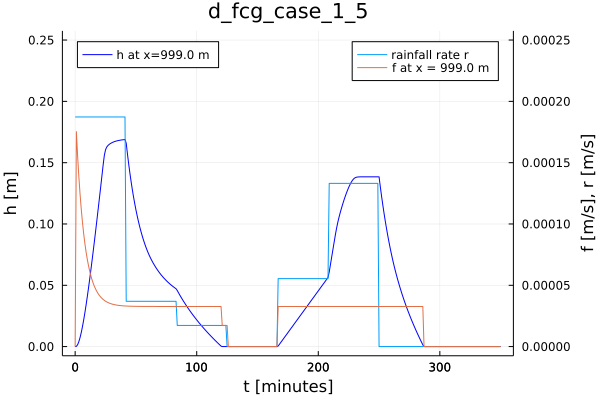 d_fcg_case_1_5
h at x=999.0 m
rainfall rate r
f at x = 999.0 m
0.25
0.20
0.15
0.10
0.05
0.00
h [m]
0.00025
0.00020
0.00015
0.00010
0.00005
0.00000
f [m/s], r [m/s]
0 100 200 300
t [minutes]